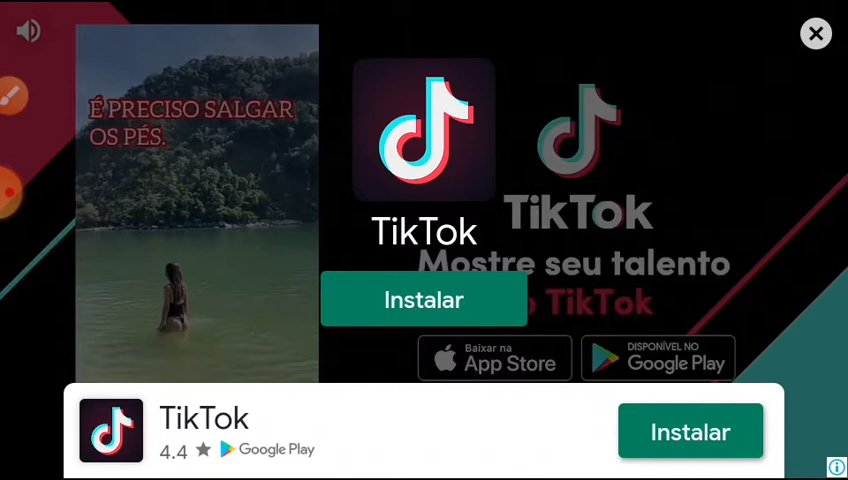 É PRECISO SALGAR
OS PÉS.
TikTok
Instalar
TikTok
Mostre seu talento
o TikTok
Baixar na
App Store
DISPONÍVEL NO
Google Play
TikTok
4.4 ★ Google Play
Instalar